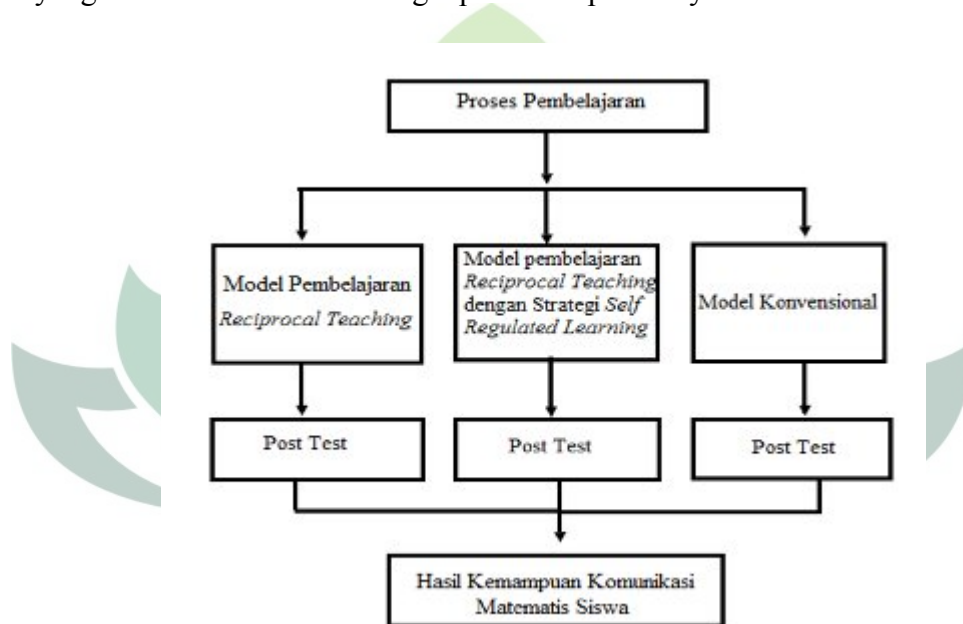 Proses Pembelajaran
Model Pembelajaran
Reciprocal Teaching
Model pembelajaran
Reciprocal Teaching
dengan Strategi Self
Regulated Learning
Model Konvensional
Post Test
Post Test
Post Test
Hasil Kemampuan Komunikasi
Matematis Siswa